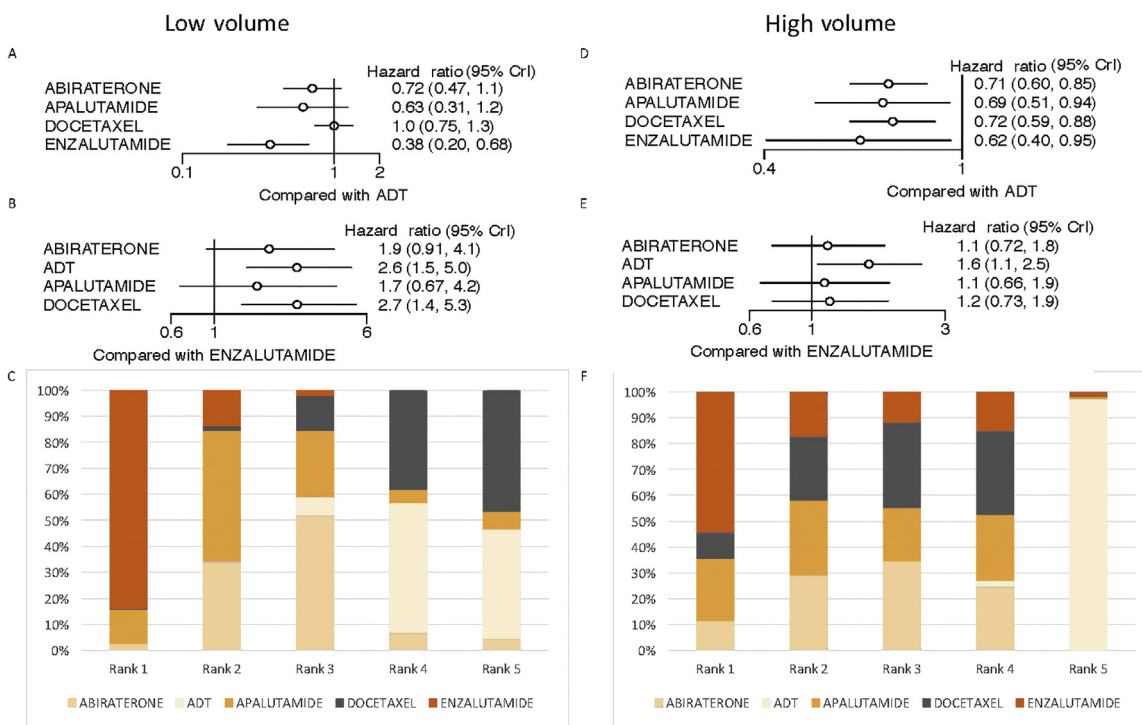 Low volume
High volume
A
Hazard ratio (95% CrI)
ABIRATERONE 0.72 (0.47, 1.1)
APALUTAMIDE 0.63 (0.31, 1.2)
DOCETAXEL 1.0 (0.75, 1.3)
ENZALUTAMIDE 0.38 (0.20, 0.68)
0.1 1 2
Compared with ADT
B
Hazard ratio (95% CrI)
ABIRATERONE 1.9 (0.91, 4.1)
ADT 2.6 (1.5, 5.0)
APALUTAMIDE 1.7 (0.67, 4.2)
DOCETAXEL 2.7 (1.4, 5.3)
0.6 1 6
Compared with ENZALUTAMIDE
C
100%
90%
80%
70%
60%
50%
40%
30%
20%
10%
0%
Rank 1 Rank 2 Rank 3 Rank 4 Rank 5
ABIRATERONE ADT APALUTAMIDE DOCETAXEL ENZALUTAMIDE
D
Hazard ratio (95% CrI)
ABIRATERONE 0.71 (0.60, 0.85)
APALUTAMIDE 0.69 (0.51, 0.94)
DOCETAXEL 0.72 (0.59, 0.88)
ENZALUTAMIDE 0.62 (0.40, 0.95)
0.4 1
Compared with ADT
E
Hazard ratio (95% CrI)
ABIRATERONE 1.1 (0.72, 1.8)
ADT 1.6 (1.1, 2.5)
APALUTAMIDE 1.1 (0.66, 1.9)
DOCETAXEL 1.2 (0.73, 1.9)
0.6 1 3
Compared with ENZALUTAMIDE
F
100%
90%
80%
70%
60%
50%
40%
30%
20%
10%
0%
Rank 1 Rank 2 Rank 3 Rank 4 Rank 5
ABIRATERONE ADT APALUTAMIDE DOCETAXEL ENZALUTAMIDE